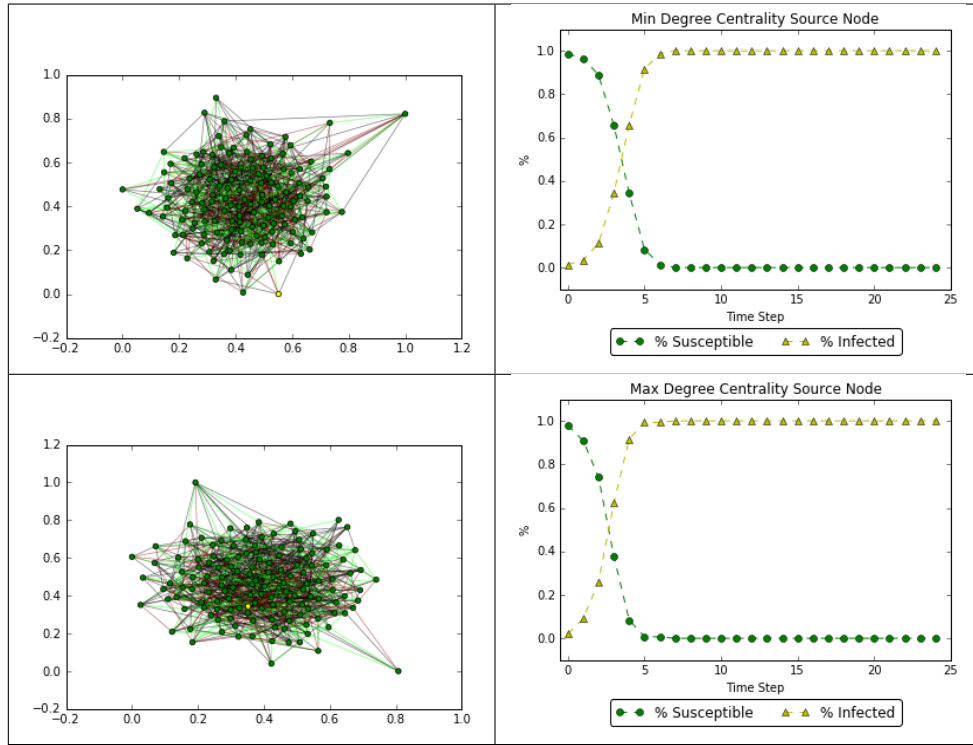 Min Degree Centrality Source Node
1.0
0.8
0.6
0.4
0.2
0.0
−0.2
−0.2 0.0 0.2 0.4 0.6 0.8 1.0 1.2
1.0
0.8
0.6
0.4
0.2
0.0
%
0 5 10 15 20 25
Time Step
% Susceptible % Infected
Max Degree Centrality Source Node
1.2
1.0
0.8
0.6
0.4
0.2
0.0
−0.2
−0.2 0.0 0.2 0.4 0.6 0.8 1.0
1.0
0.8
0.6
0.4
0.2
0.0
%
0 5 10 15 20 25
Time Step
% Susceptible % Infected